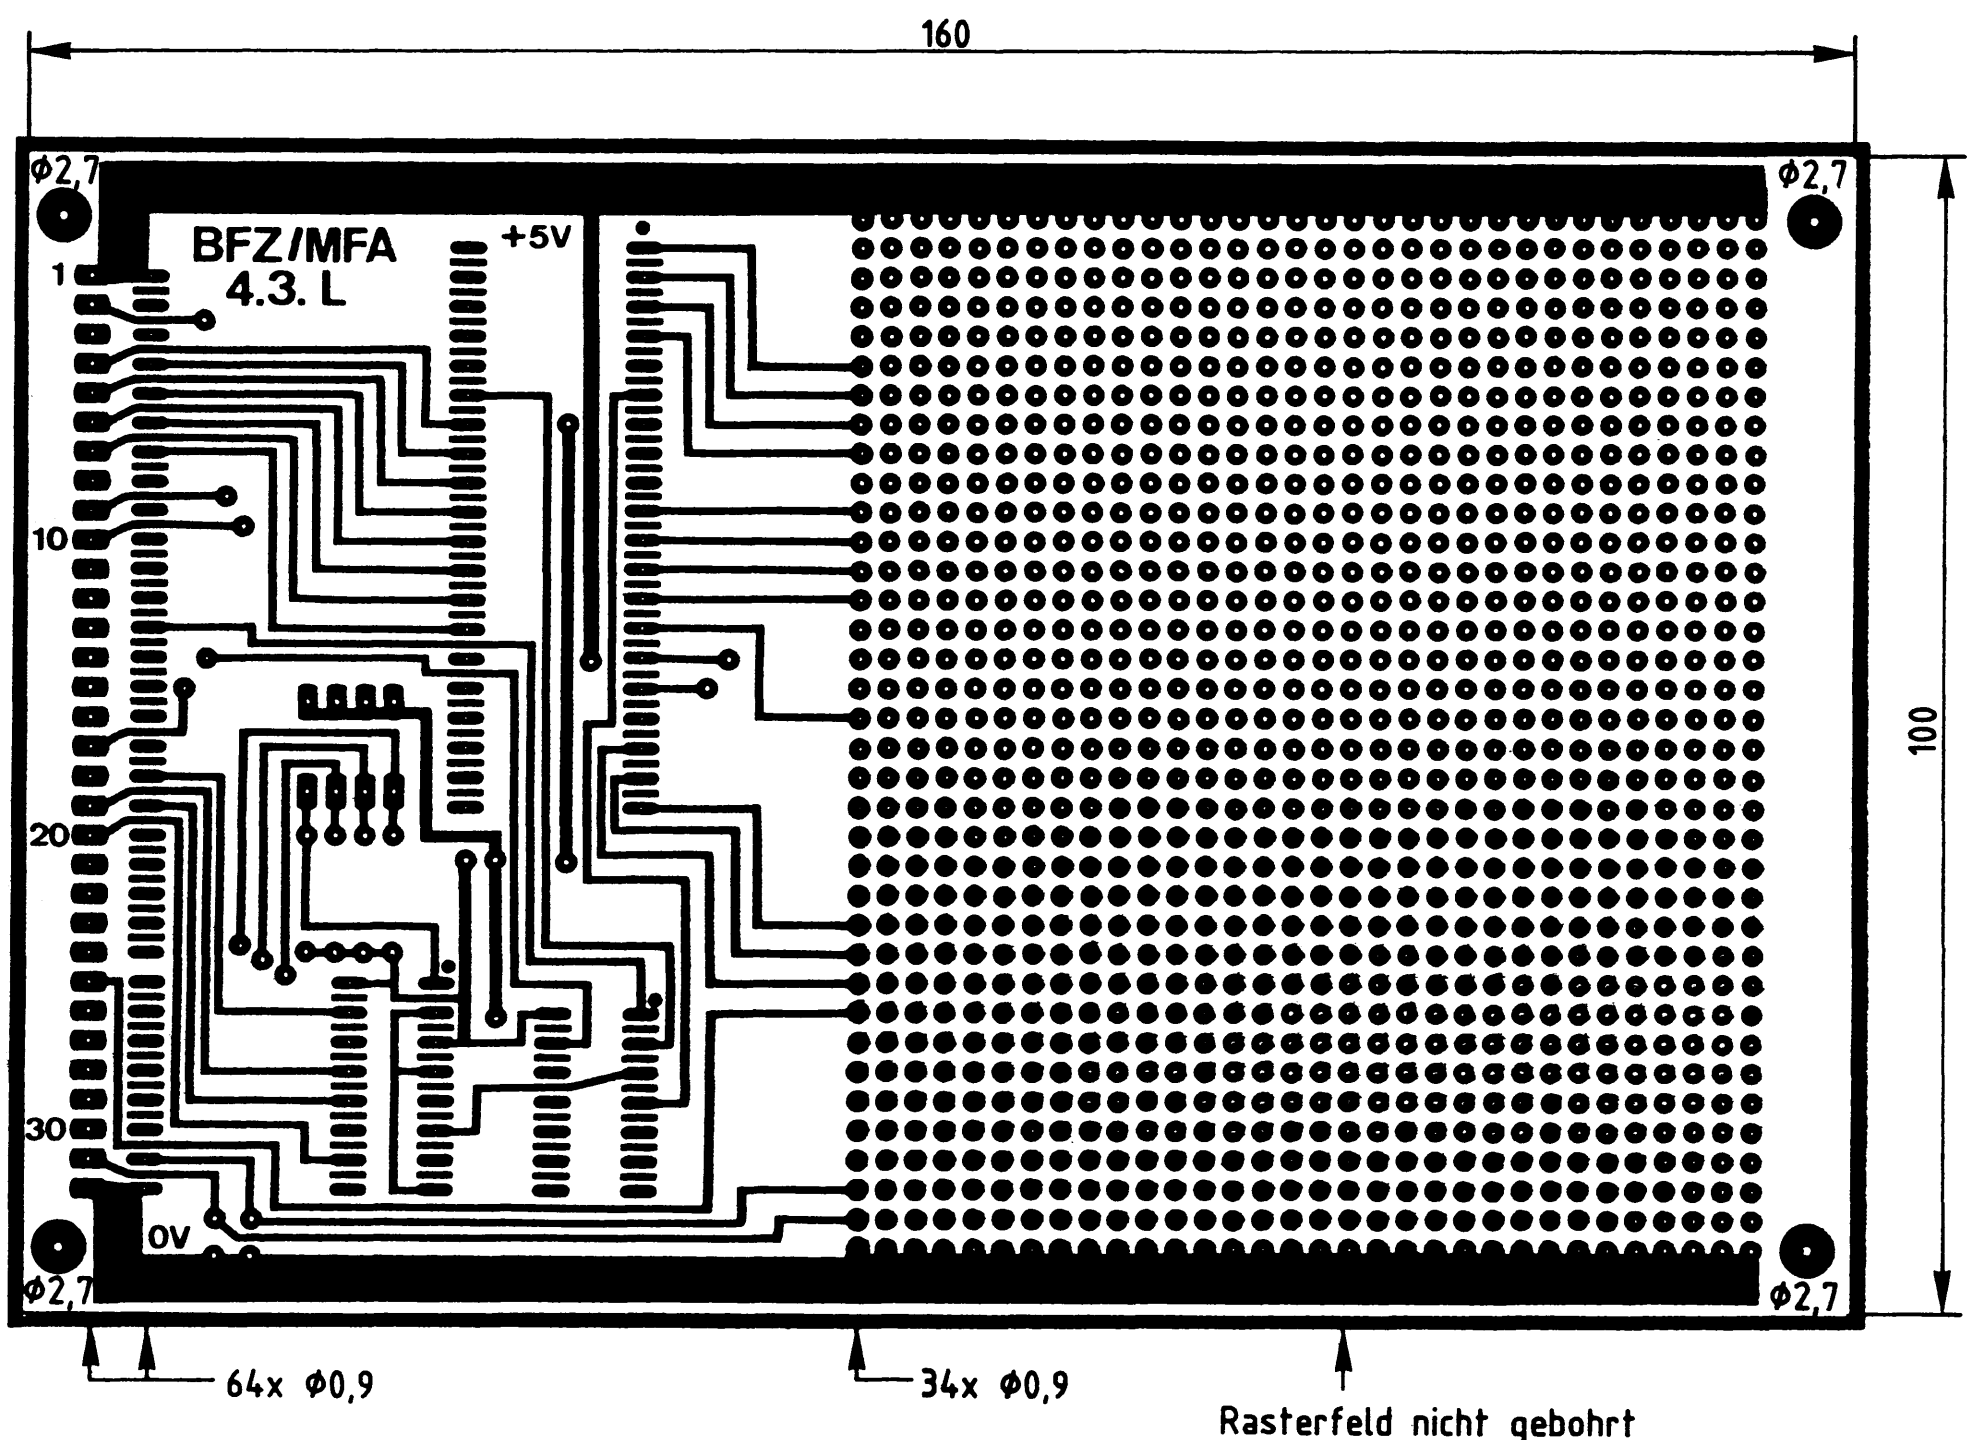 160
ϕ2,7
ϕ2,7
BFZ/MFA
4.3. L
+5V
1
10
100
20
30
0V
ϕ2,7
ϕ2,7
64x ϕ0,9
34x ϕ0,9
Rasterfeld nicht gebohrt